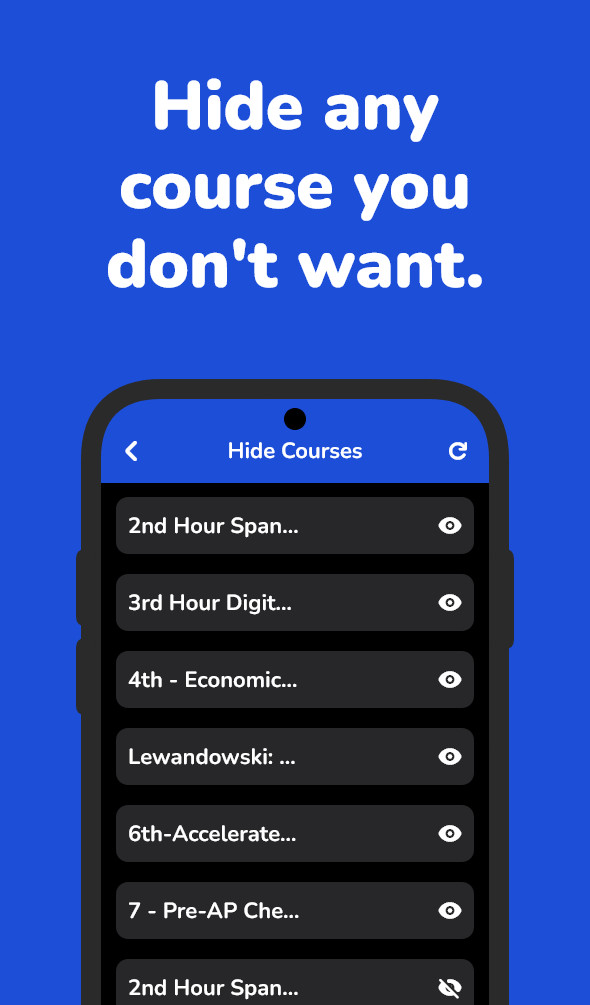 Hide any
course you
don't want.
Hide Courses
2nd Hour Span...
3rd Hour Digit...
4th - Economic...
Lewandowski: ...
6th-Accelerate...
7 - Pre-AP Che...
2nd Hour Span...